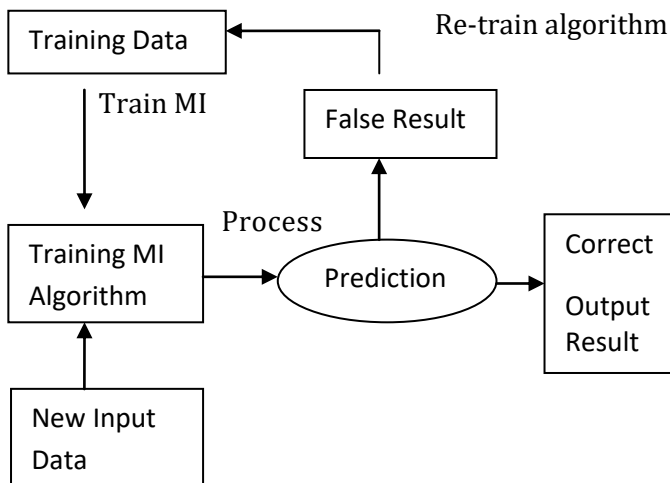 Training Data
Re-train algorithm
Train MI
False Result
Process
Training MI
Algorithm
Prediction
Correct
Output
Result
New Input
Data